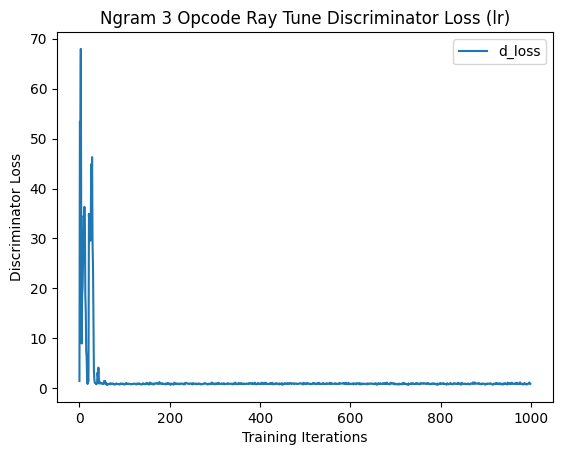 Ngram 3 Opcode Ray Tune Discriminator Loss (lr)
d_loss
Discriminator Loss
70
60
50
40
30
20
10
0
0 200 400 600 800 1000
Training Iterations